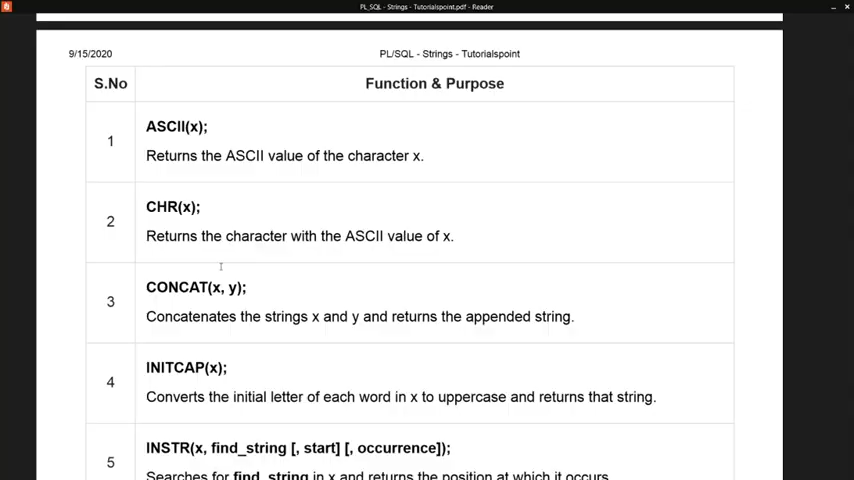 PL_SQL - Strings - Tutorialspoint.pdf - Reader
9/15/2020
PL/SQL - Strings - Tutorialspoint
S.No
Function & Purpose
1
ASCII(x);
Returns the ASCII value of the character x.
2
CHR(x);
Returns the character with the ASCII value of x.
3
CONCAT(x, y);
Concatenates the strings x and y and returns the appended string.
4
INITCAP(x);
Converts the initial letter of each word in x to uppercase and returns that string.
5
INSTR(x, find_string [, start] [, occurrence]);
Searches for find_string in x and returns the position at which it occurs.